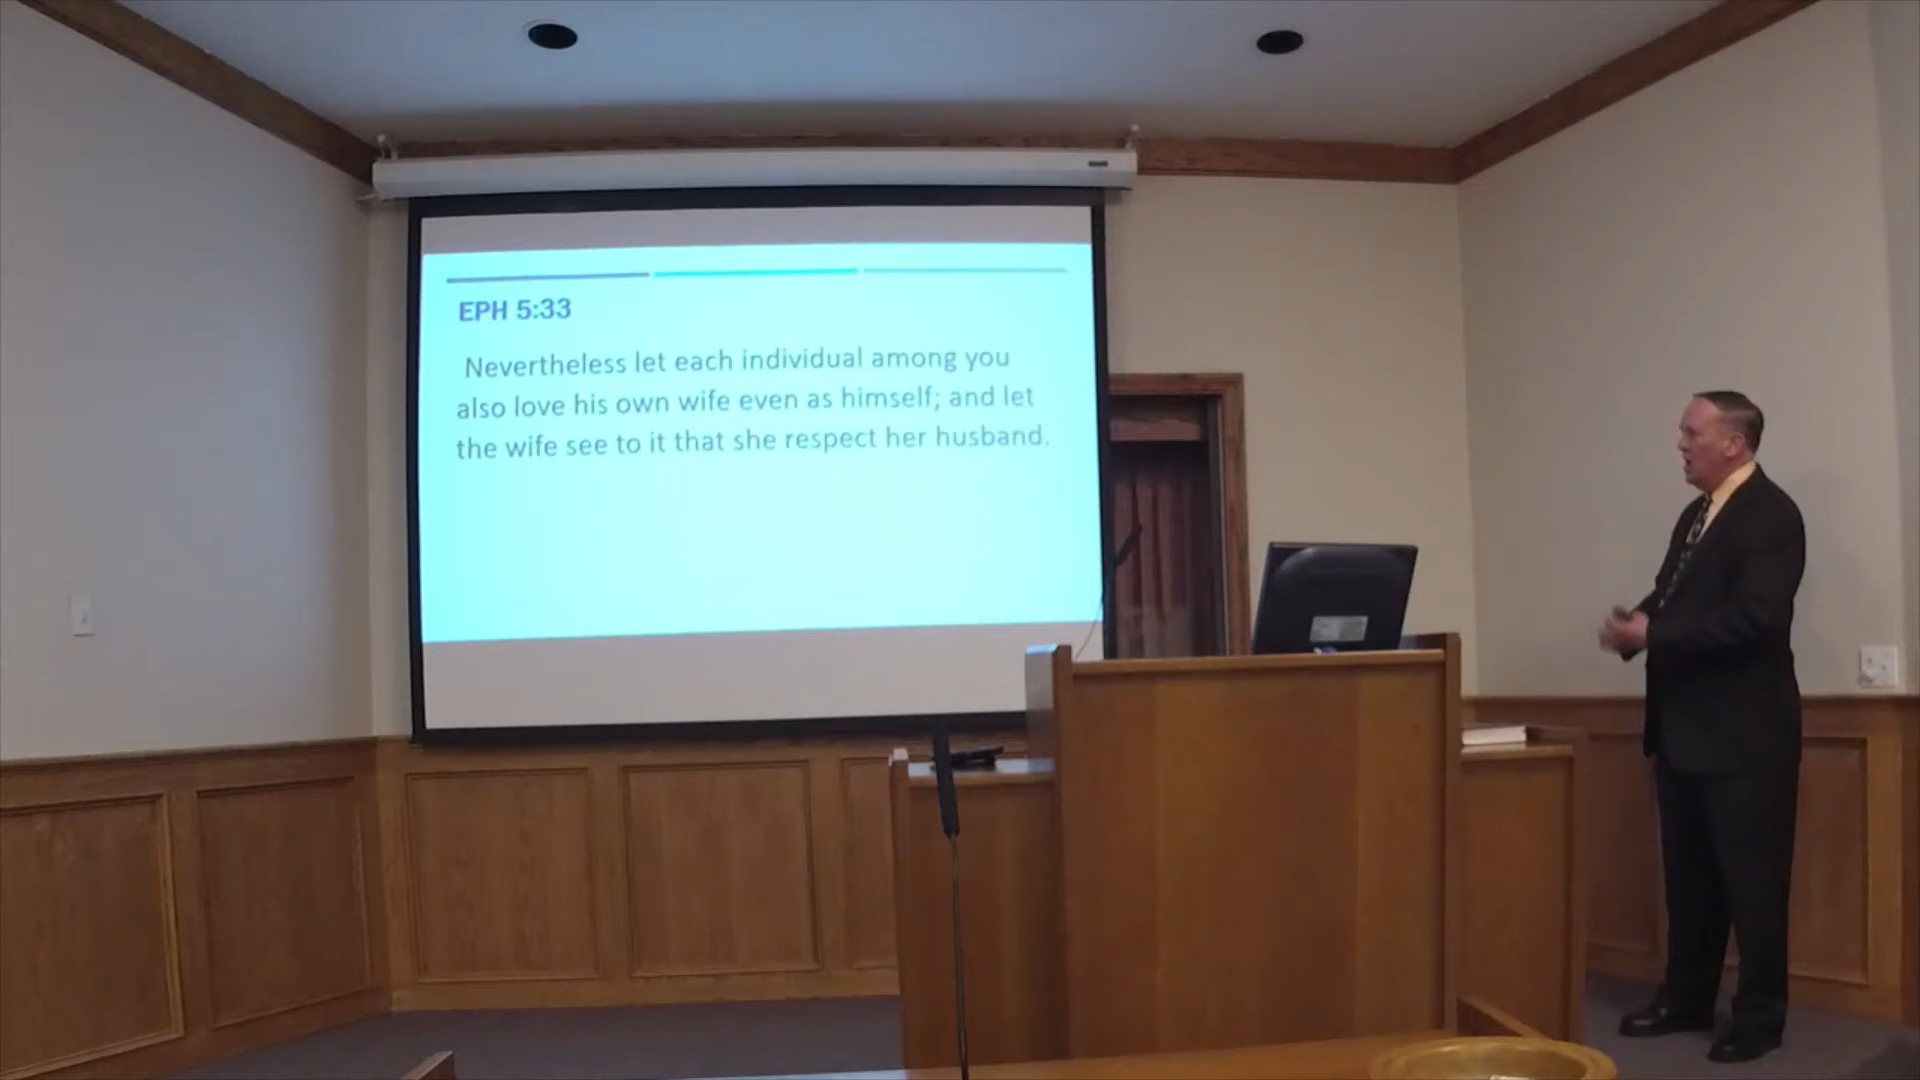 EPH 5:33
Nevertheless let each individual among you
also love his own wife even as himself; and let
the wife see to it that she respect her husband.